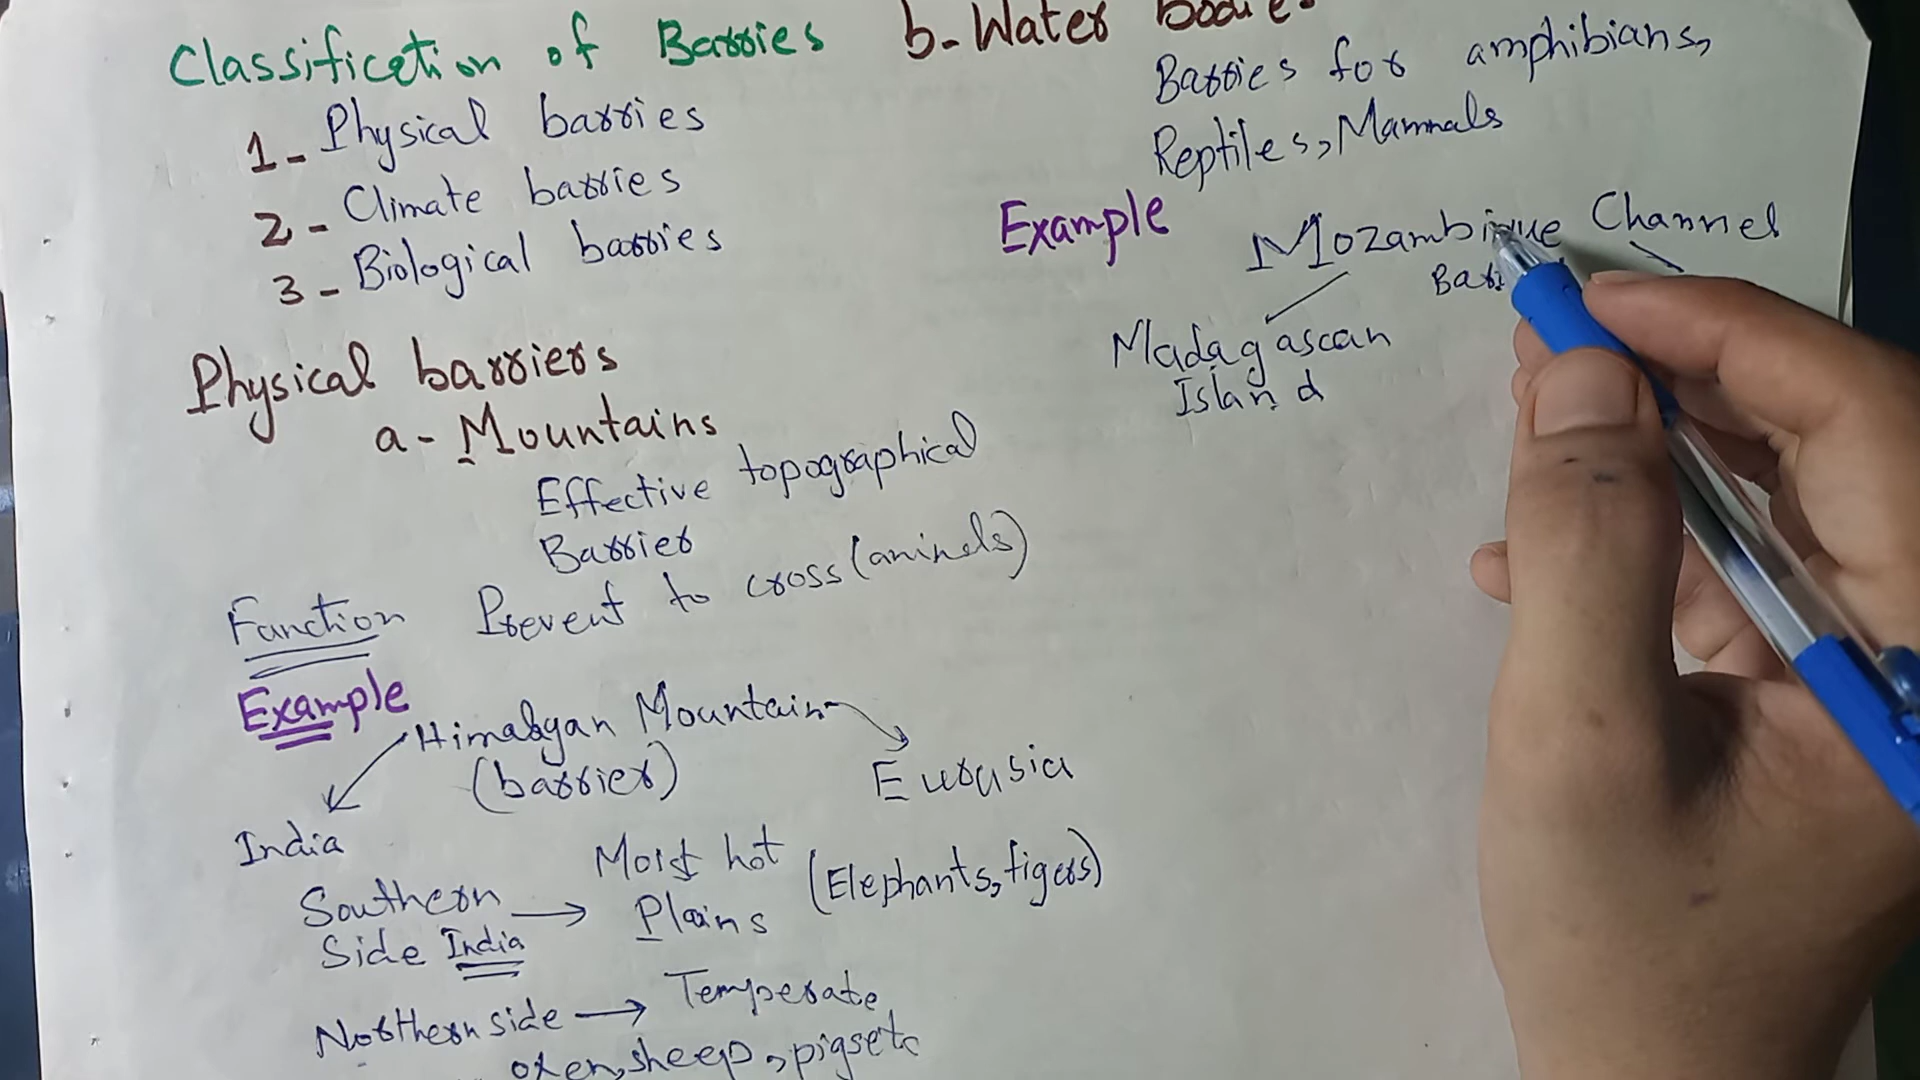 Classification of Barries
1- Physical barries
2- Climate barries
3- Biological barries
Physical barriers
a- Mountains
Effective topographical
Barrier
Function Prevent to cross (aninels)
Example
Himalyan Mountain
(barrier)
Eurasia
India
Southern
Side India
Moist hot
Plains
(Elephants, tigers)
Northern side
Temperate
oxen, sheep, pigs etc
b- Water
Barries for amphibians,
Reptiles, Mammals
Example
Mozambique Channel
Madagascan
Island